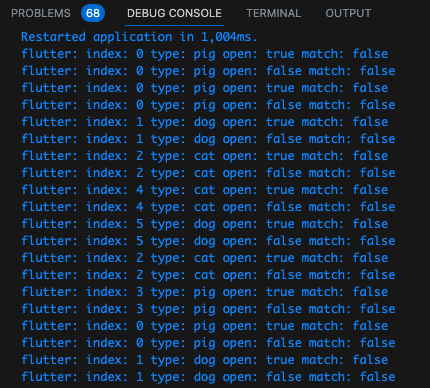 PROBLEMS 68 DEBUG CONSOLE TERMINAL OUTPUT
Restarted application in 1,004ms.
flutter: index: 0 type: pig open: true match: false
flutter: index: 0 type: pig open: false match: false
flutter: index: 0 type: pig open: true match: false
flutter: index: 0 type: pig open: false match: false
flutter: index: 1 type: dog open: true match: false
flutter: index: 1 type: dog open: false match: false
flutter: index: 2 type: cat open: true match: false
flutter: index: 2 type: cat open: false match: false
flutter: index: 4 type: cat open: true match: false
flutter: index: 4 type: cat open: false match: false
flutter: index: 5 type: dog open: true match: false
flutter: index: 5 type: dog open: false match: false
flutter: index: 2 type: cat open: true match: false
flutter: index: 2 type: cat open: false match: false
flutter: index: 3 type: pig open: true match: false
flutter: index: 3 type: pig open: false match: false
flutter: index: 0 type: pig open: true match: false
flutter: index: 0 type: pig open: false match: false
flutter: index: 1 type: dog open: true match: false
flutter: index: 1 type: dog open: false match: false